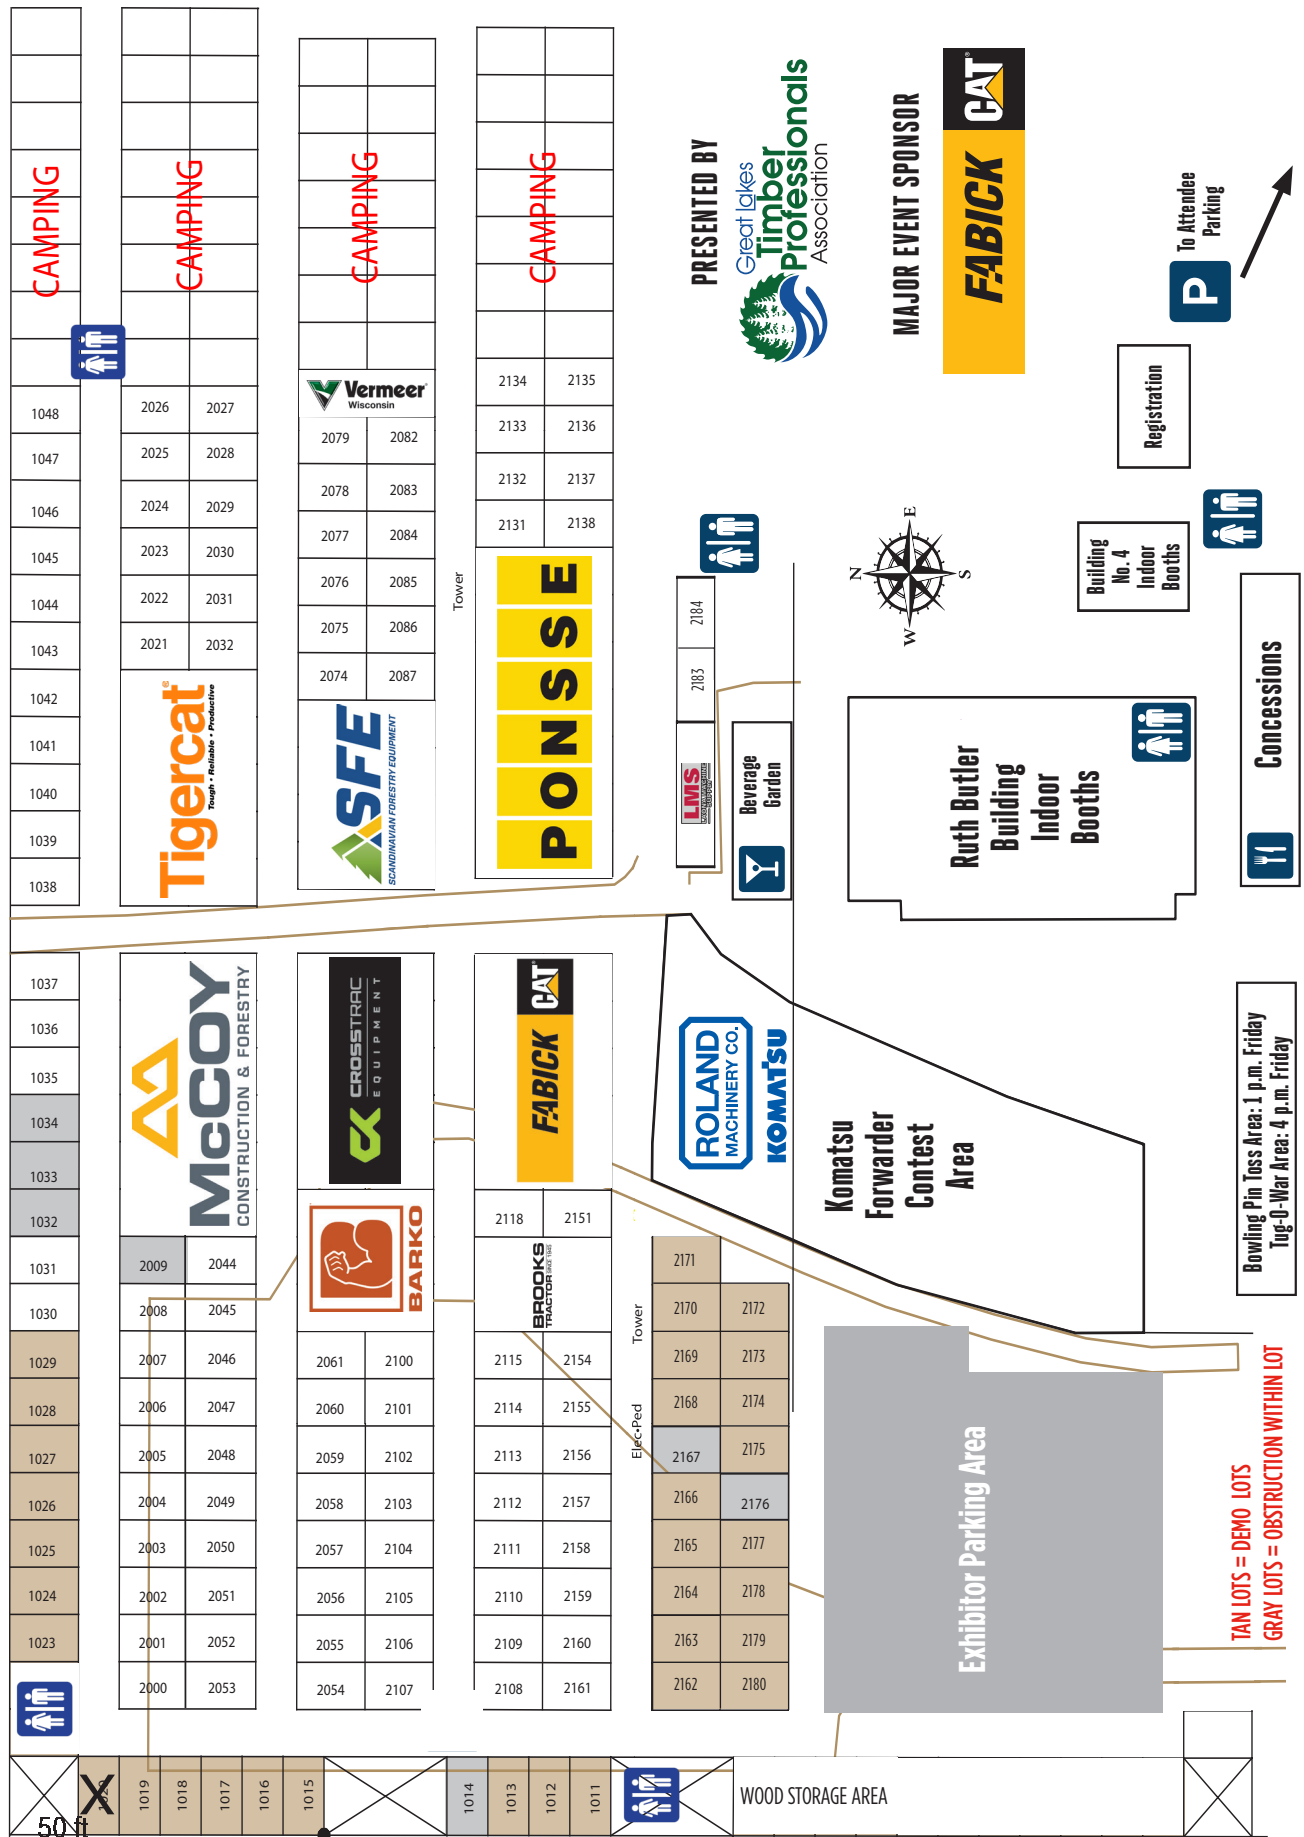 CAMPING
CAMPING
CAMPING
CAMPING
1048
1047
1046
1045
1044
1043
1042
1041
1040
1039
1038
1037
1036
1035
1034
1033
1032
1031
1030
1029
1028
1027
1026
1025
1024
1023
2026 2027
2025 2028
2024 2029
2023 2030
2022 2031
2021 2032
Tigercat®
Tough • Reliable • Productive
McCOY
CONSTRUCTION & FORESTRY
2009 2044
2008 2045
2007 2046
2006 2047
2005 2048
2004 2049
2003 2050
2002 2051
2001 2052
2000 2053
Vermeer®
Wisconsin
2079 2082
2078 2083
2077 2084
2076 2085
2075 2086
2074 2087
SFE
SCANDINAVIAN FORESTRY EQUIPMENT
CK CROSSTRAC
EQUIPMENT
BARKO
2061 2100
2060 2101
2059 2102
2058 2103
2057 2104
2056 2105
2055 2106
2054 2107
Tower
2134 2135
2133 2136
2132 2137
2131 2138
PONSSE
FABICK CAT
2118 2151
BROOKS
TRACTOR SINCE 1945
2115 2154
2114 2155
2113 2156
2112 2157
2111 2158
2110 2159
2109 2160
2108 2161
Tower
Elec•Ped
2184
2183
LMS
Beverage
Garden
ROLAND
MACHINERY CO.
KOMATSU
Komatsu
Forwarder
Contest
Area
2171
2170 2172
2169 2173
2168 2174
2167 2175
2166 2176
2165 2177
2164 2178
2163 2179
2162 2180
PRESENTED BY
Great Lakes
Timber
Professionals
Association
MAJOR EVENT SPONSOR
FABICK CAT®
P
To Attendee
Parking
Registration
N
E
S
W
Building
No. 4
Indoor
Booths
Ruth Butler
Building
Indoor
Booths
Concessions
Bowling Pin Toss Area: 1 p.m. Friday
Tug-O-War Area: 4 p.m. Friday
Exhibitor Parking Area
TAN LOTS = DEMO LOTS
GRAY LOTS = OBSTRUCTION WITHIN LOT
X
1020
1019
1018
1017
1016
1015
1014
1013
1012
1011
WOOD STORAGE AREA
50 ft